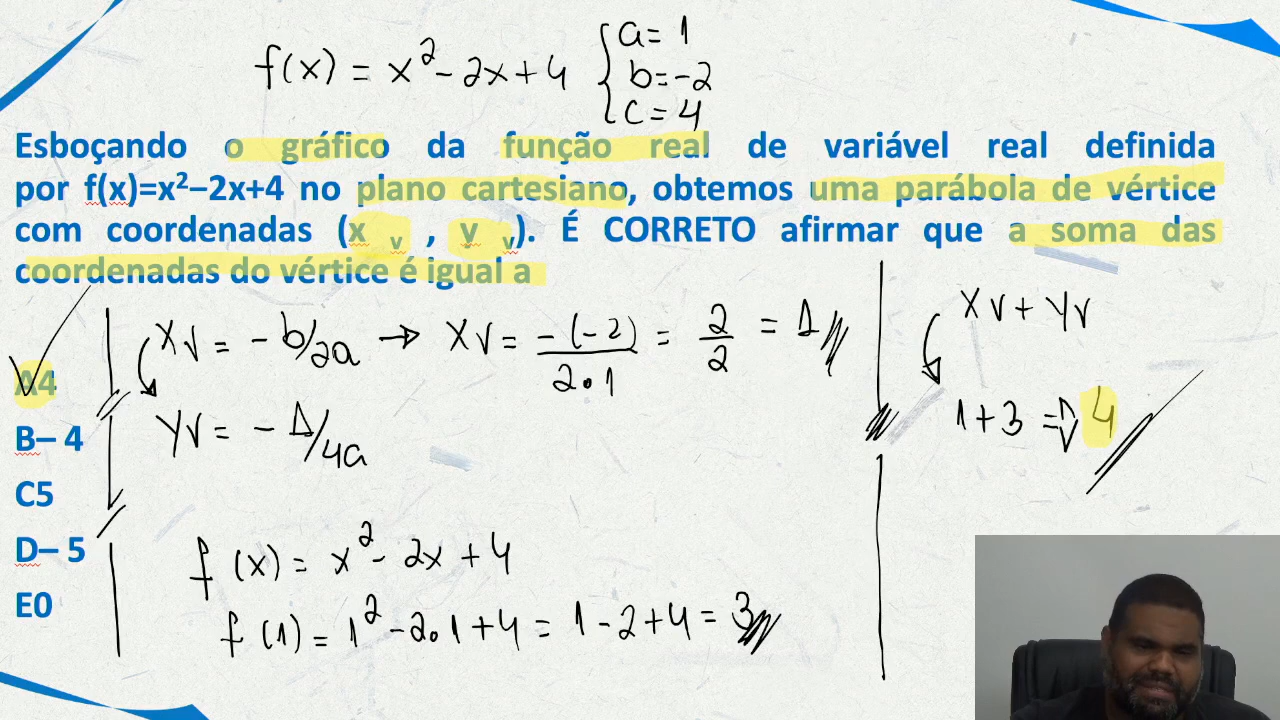 f(x) = x²-2x+4 { a= 1
b=-2
c=4
Esboçando o gráfico da função real de variável real definida
por f(x)=x²–2x+4 no plano cartesiano, obtemos uma parábola de vértice
com coordenadas (x v , y v). É CORRETO afirmar que a soma das
coordenadas do vértice é igual a
A4
B– 4
C5
D– 5
E0
Xv = - b/2a → Xv = -(-2)/2•1 = 2/2 = 1
Yv = - Δ/4a
f(x) = x²-2x+4
f(1) = 1²-2•1+4 = 1-2+4 = 3
Xv + Yv
1+3 = 4